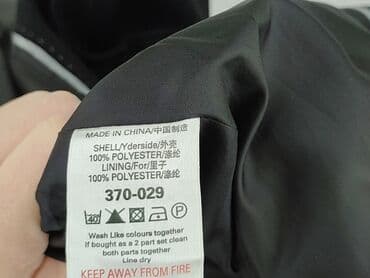 MADE IN CHINA/中国制造
SHELL/Yderside/外壳
100% POLYESTER/涤纶
LINING/For/里子
100% POLYESTER/涤纶
370-029
40 P
Wash Like colours together
If bought as a 2 part set clean
both parts together
Line dry
KEEP AWAY FROM FIRE